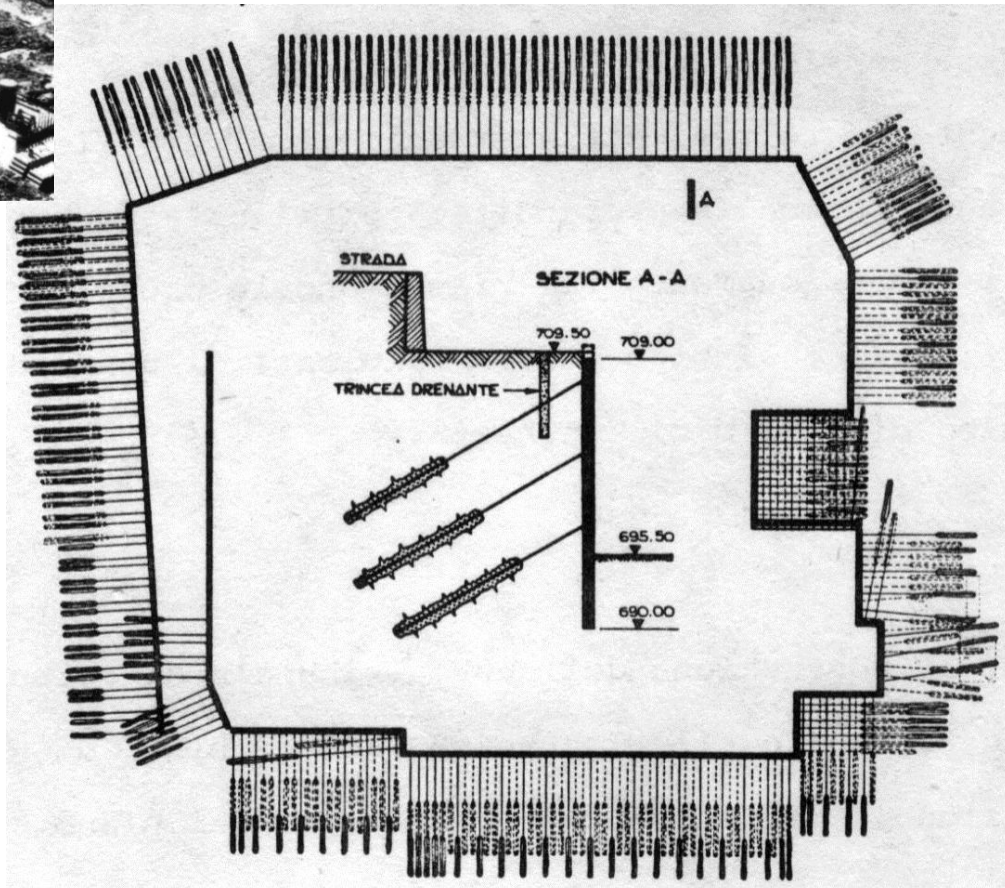 A
STRADA
SEZIONE A-A
709.50
709.00
TRINCEA DRENANTE
695.50
690.00